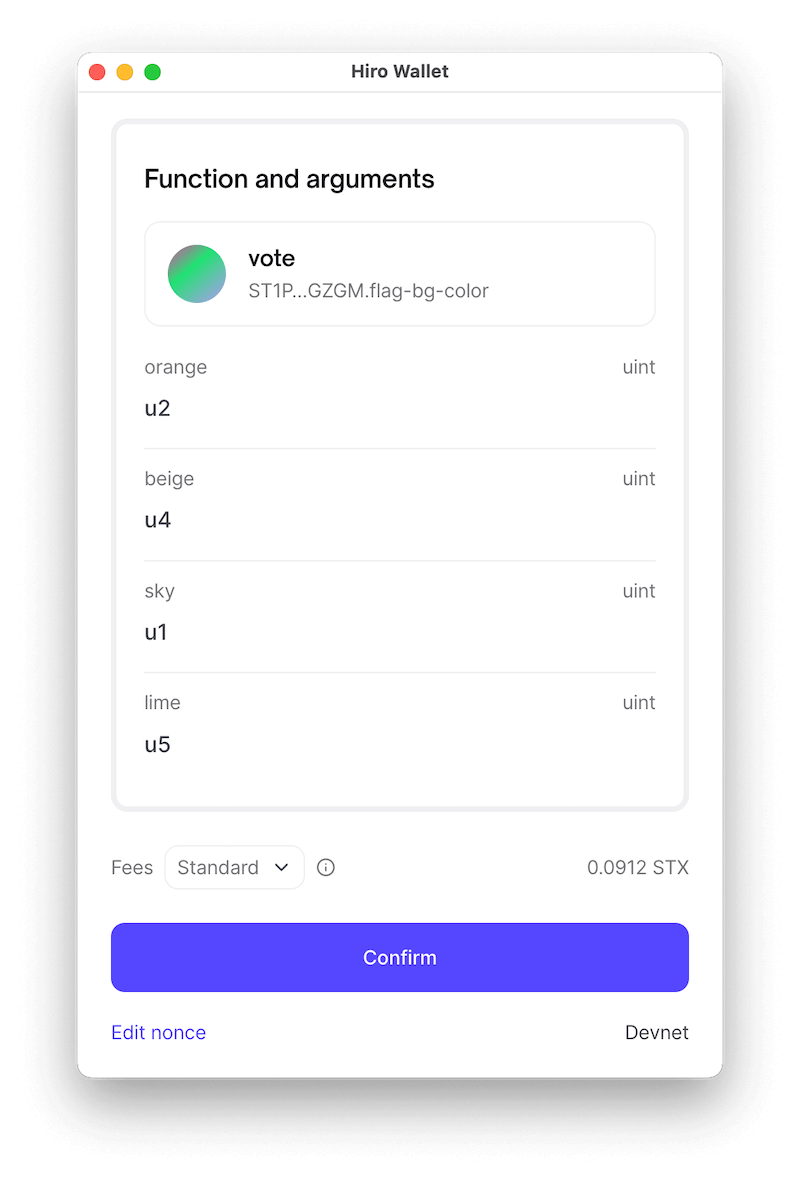 Hiro Wallet
Function and arguments
vote
ST1P...GZGM.flag-bg-color
orange uint
u2
beige uint
u4
sky uint
u1
lime uint
u5
Fees Standard 0.0912 STX
Confirm
Edit nonce Devnet